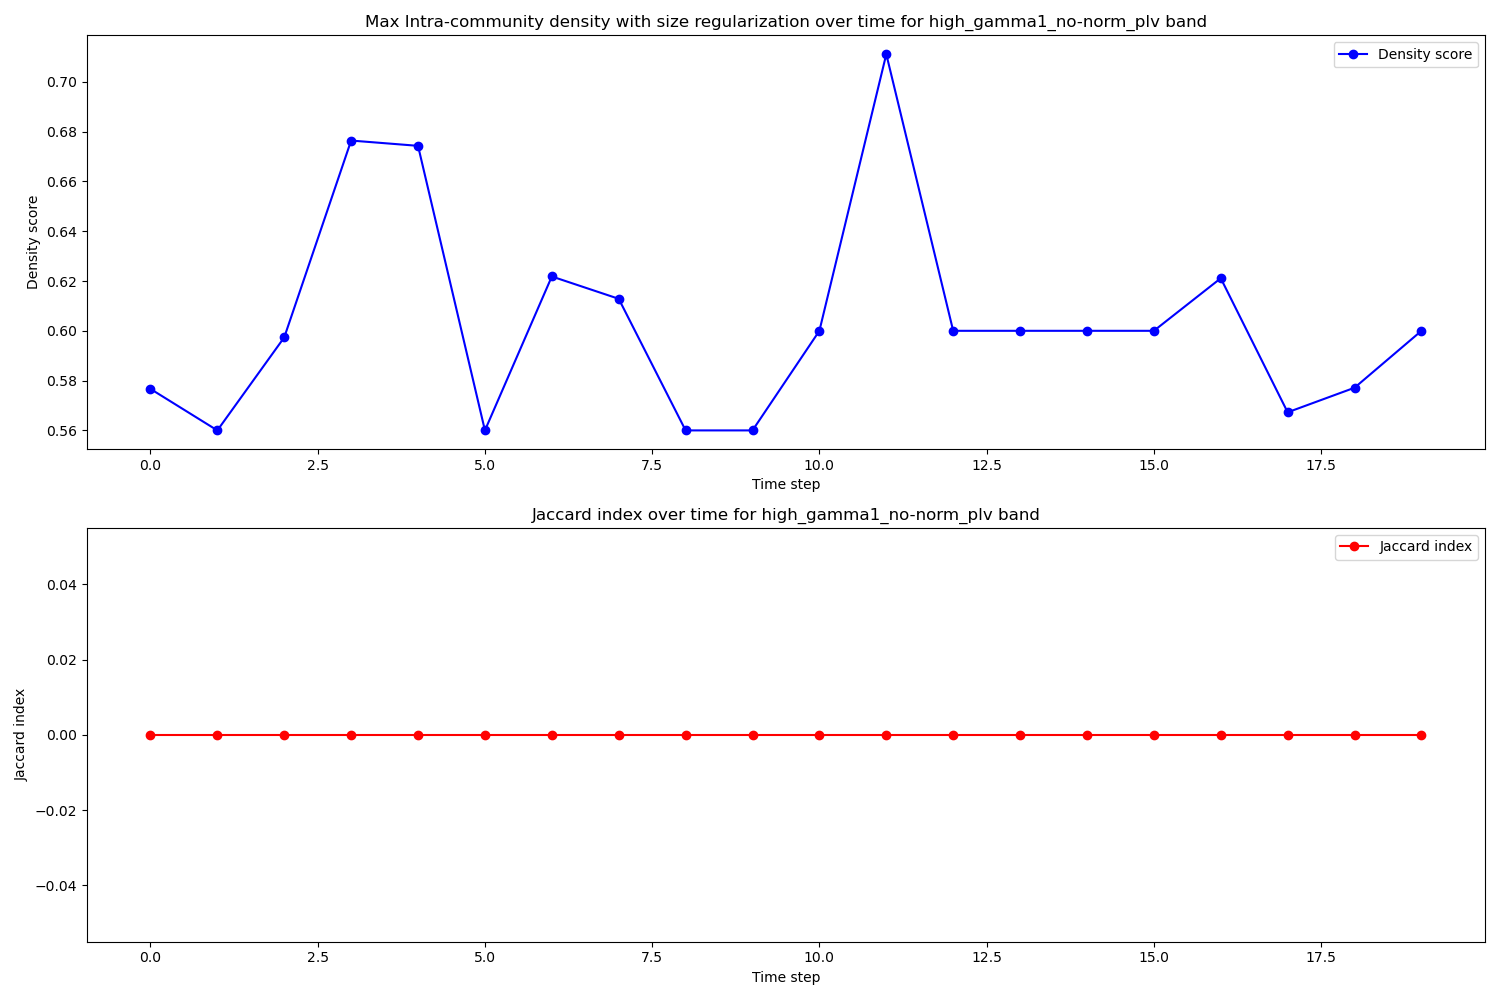 Max Intra-community density with size regularization over time for high_gamma1_no-norm_plv band
Density score
0.70
0.68
0.66
0.64
0.62
0.60
0.58
0.56
Density score
0.0 2.5 5.0 7.5 10.0 12.5 15.0 17.5
Time step
Jaccard index over time for high_gamma1_no-norm_plv band
Jaccard index
0.04
0.02
0.00
−0.02
−0.04
Jaccard index
0.0 2.5 5.0 7.5 10.0 12.5 15.0 17.5
Time step